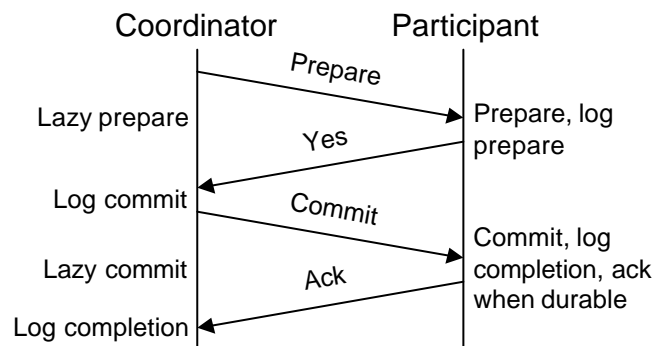 Coordinator
Participant
Prepare
Lazy prepare
Prepare, log
prepare
Yes
Log commit
Commit
Commit, log
completion, ack
when durable
Lazy commit
Ack
Log completion